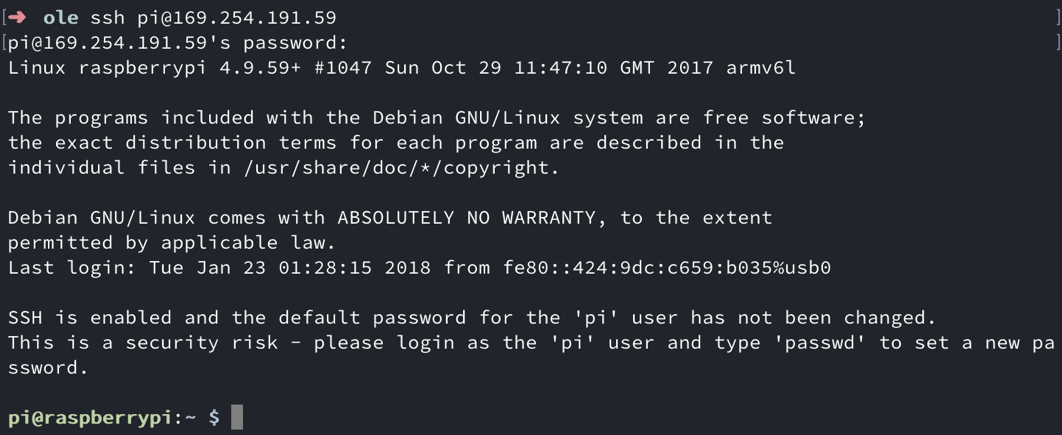 [➜ ole ssh pi@169.254.191.59 ]
[pi@169.254.191.59's password: ]
Linux raspberrypi 4.9.59+ #1047 Sun Oct 29 11:47:10 GMT 2017 armv6l
The programs included with the Debian GNU/Linux system are free software;
the exact distribution terms for each program are described in the
individual files in /usr/share/doc/*/copyright.
Debian GNU/Linux comes with ABSOLUTELY NO WARRANTY, to the extent
permitted by applicable law.
Last login: Tue Jan 23 01:28:15 2018 from fe80::424:9dc:c659:b035%usb0
SSH is enabled and the default password for the 'pi' user has not been changed.
This is a security risk - please login as the 'pi' user and type 'passwd' to set a new pa
ssword.
pi@raspberrypi:~ $